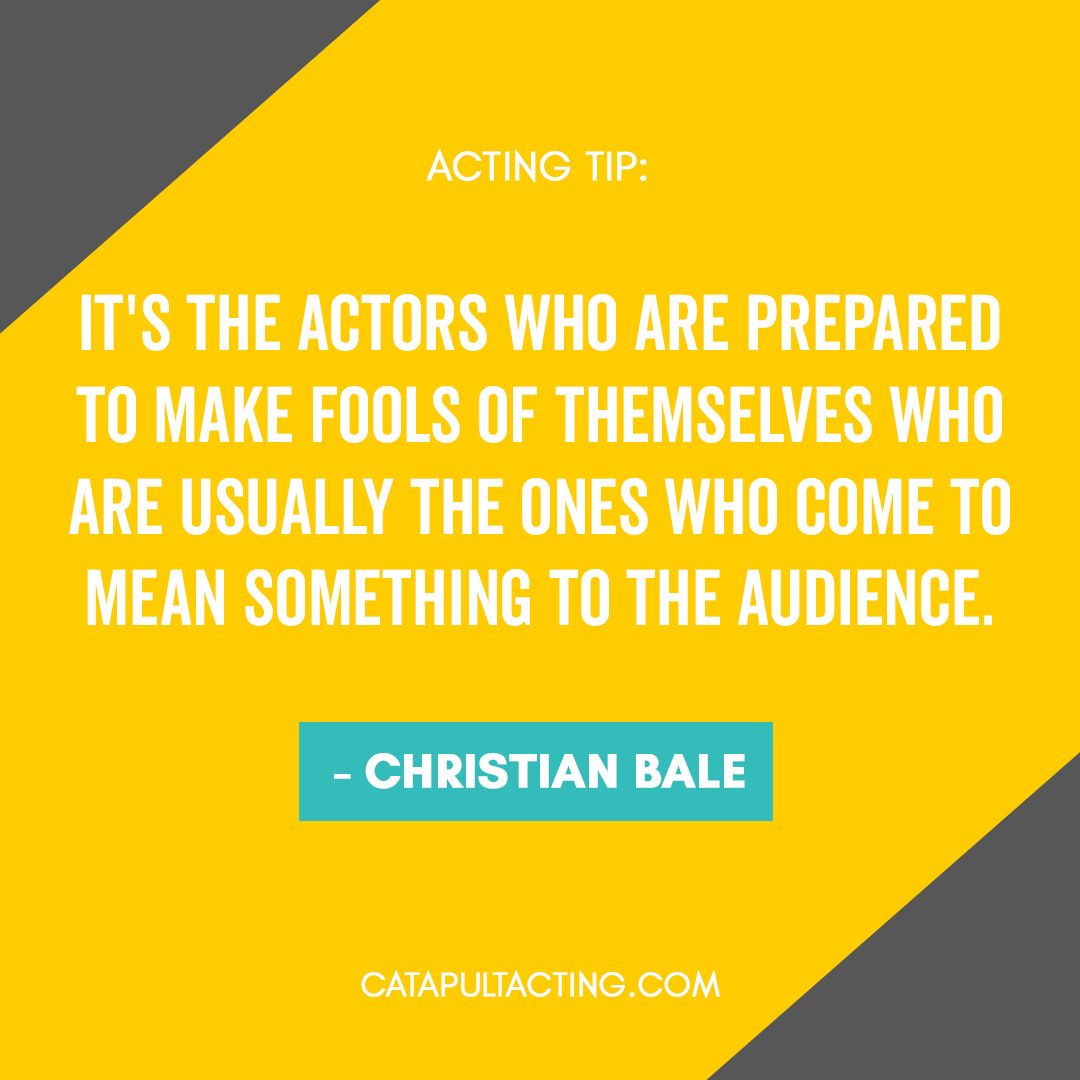 ACTING TIP:
IT'S THE ACTORS WHO ARE PREPARED
TO MAKE FOOLS OF THEMSELVES WHO
ARE USUALLY THE ONES WHO COME TO
MEAN SOMETHING TO THE AUDIENCE.
- CHRISTIAN BALE
CATAPULTACTING.COM